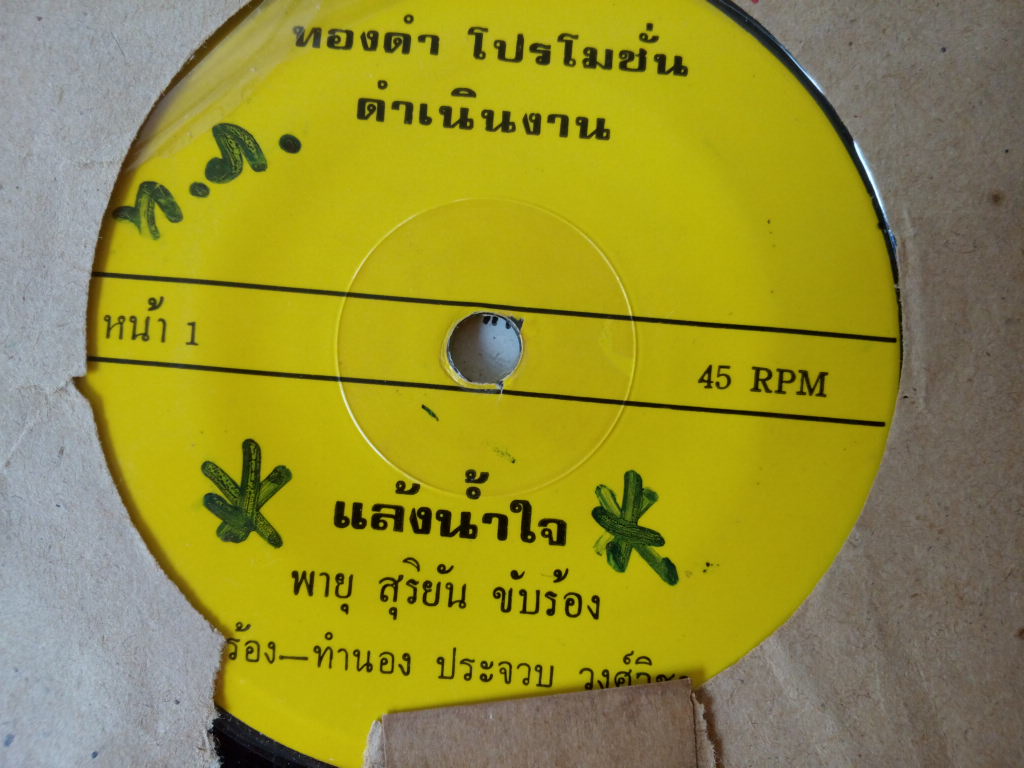 ทองดำ โปรโมชั่น
ดำเนินงาน
ท.ด.
หน้า 1
45 RPM
แล้งน้ำใจ
พายุ สุริยัน ขับร้อง
ร้อง—ทำนอง ประจวบ